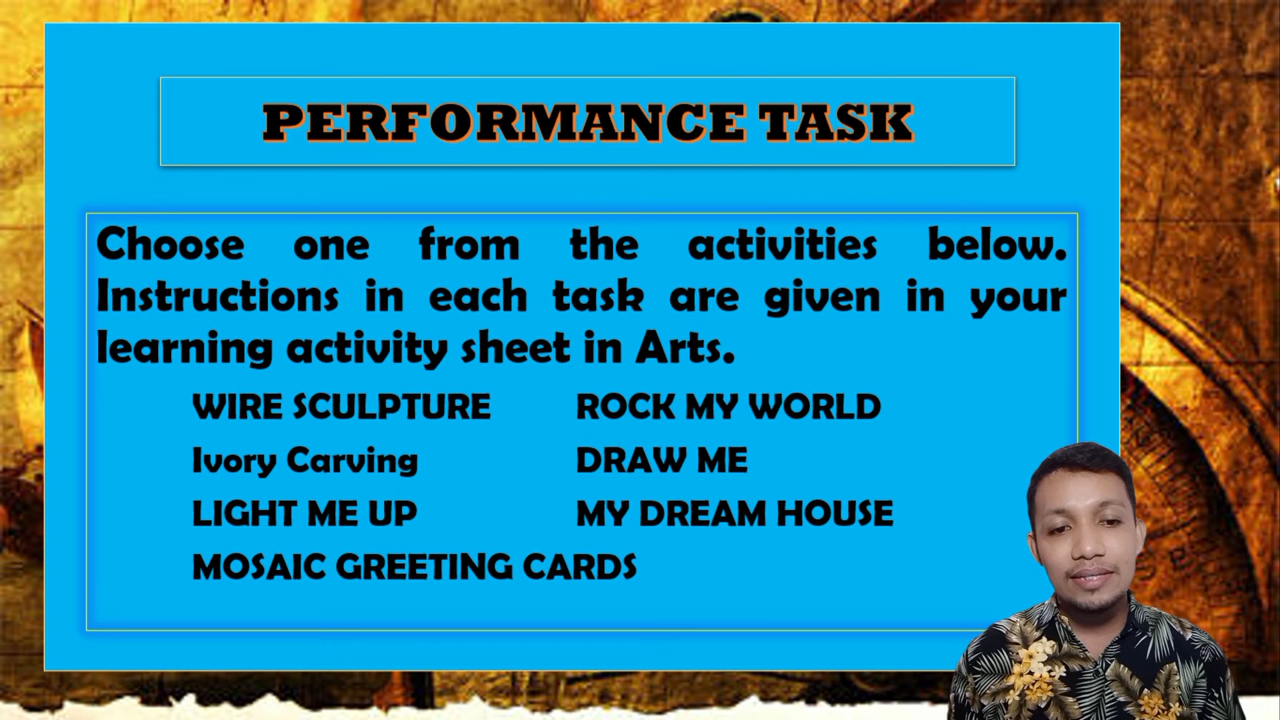 PERFORMANCE TASK
Choose one from the activities below.
Instructions in each task are given in your
learning activity sheet in Arts.
WIRE SCULPTURE ROCK MY WORLD
Ivory Carving DRAW ME
LIGHT ME UP MY DREAM HOUSE
MOSAIC GREETING CARDS